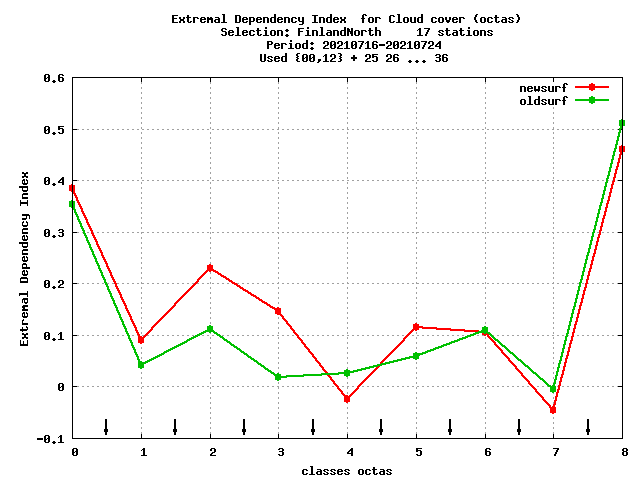 Extremal Dependency Index  for Cloud cover (octas)
Selection: FinlandNorth     17 stations
Period: 20210716-20210724
Used {00,12} + 25 26 ... 36
newsurf
oldsurf
0.6
0.5
0.4
0.3
0.2
0.1
0
-0.1
Extremal Dependency Index
0 1 2 3 4 5 6 7 8
classes octas